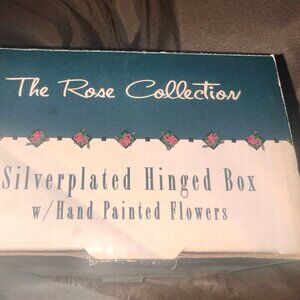 The Rose Collection
Silverplated Hinged Box
w/Hand Painted Flowers